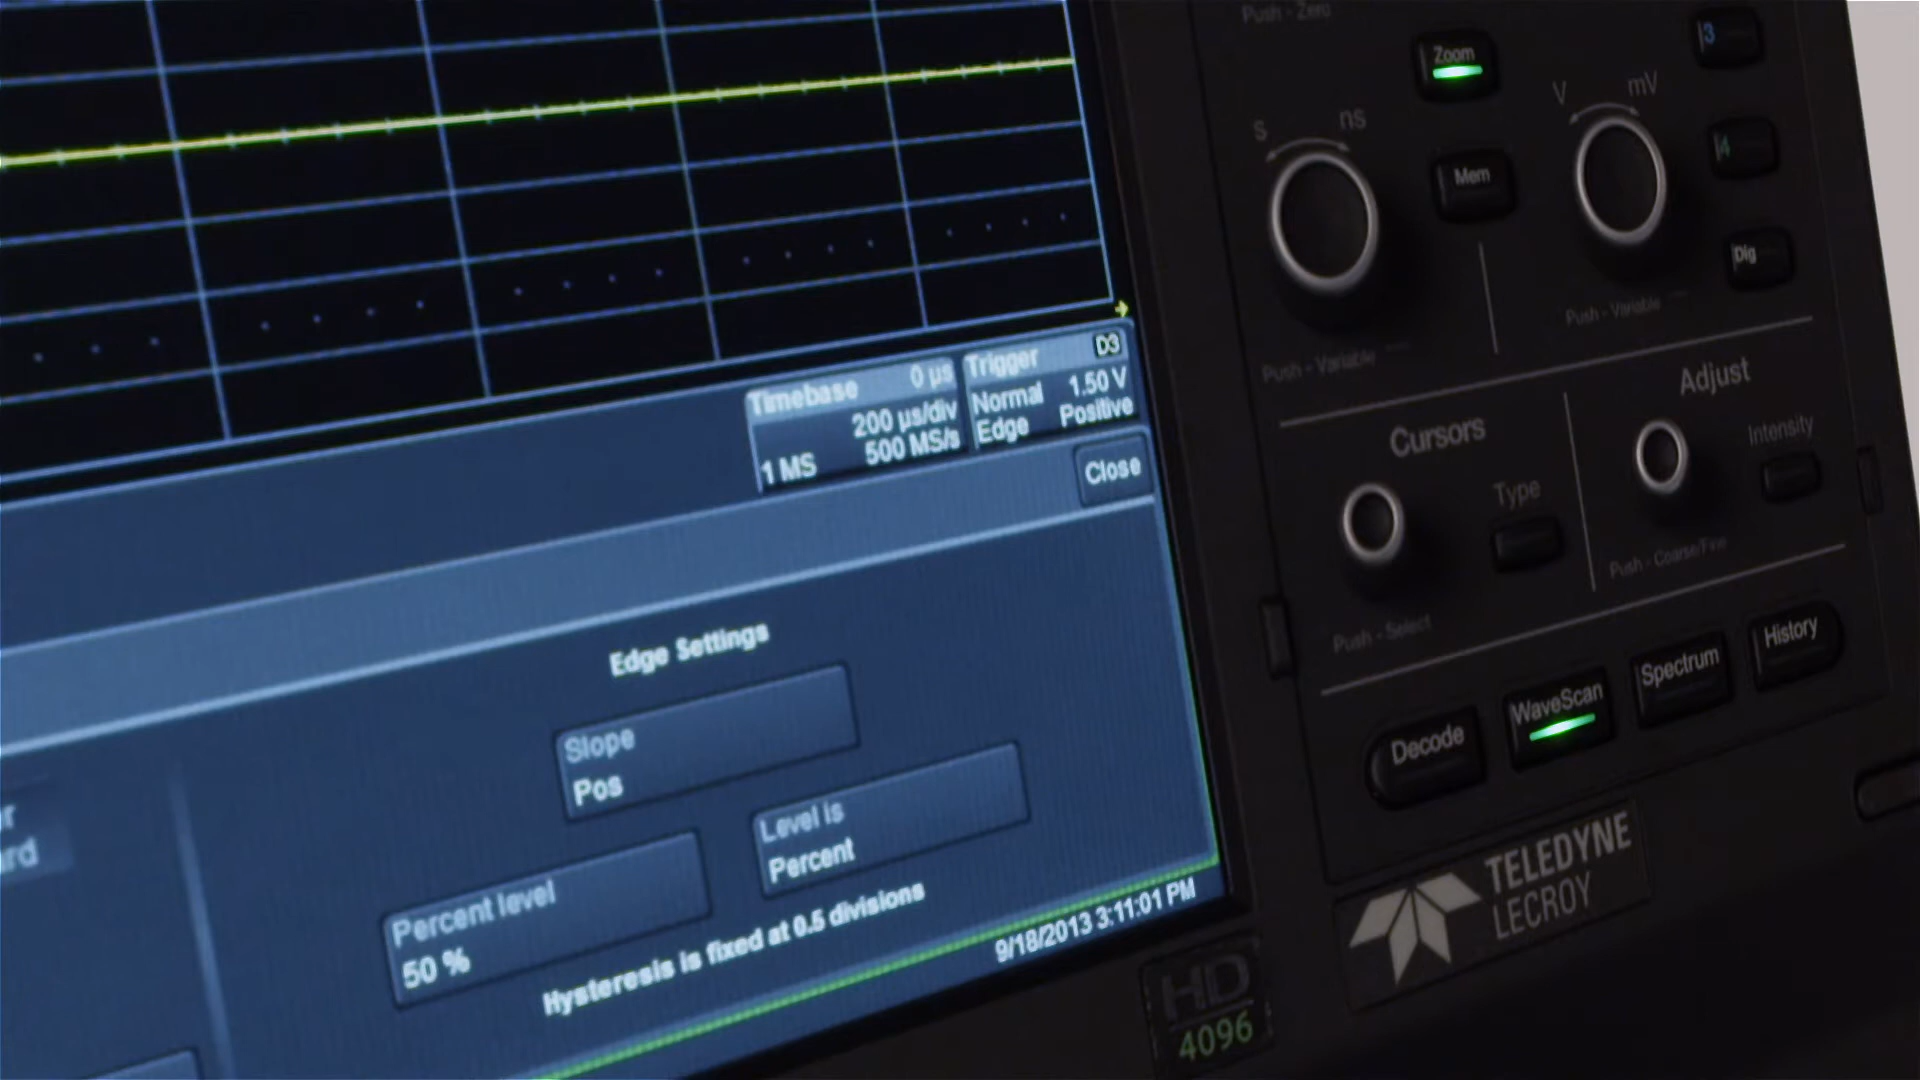 Push - Zero
Zoom
3
S
ns
V
mV
Mem
4
Dig
Push - Variable
Push - Variable
Timebase 0 µs
200 µs/div
1 MS 500 MS/s
Trigger D3
Normal 1.50 V
Edge Positive
Close
Cursors
Adjust
Type
Intensity
Push - Select
Push - Coarse/Fine
Edge Settings
Slope
Pos
Level is
Percent
Percent level
50 %
Hysteresis is fixed at 0.5 divisions
9/18/2013 3:11:01 PM
Decode
WaveScan
Spectrum
History
TELEDYNE
LECROY
HD
4096